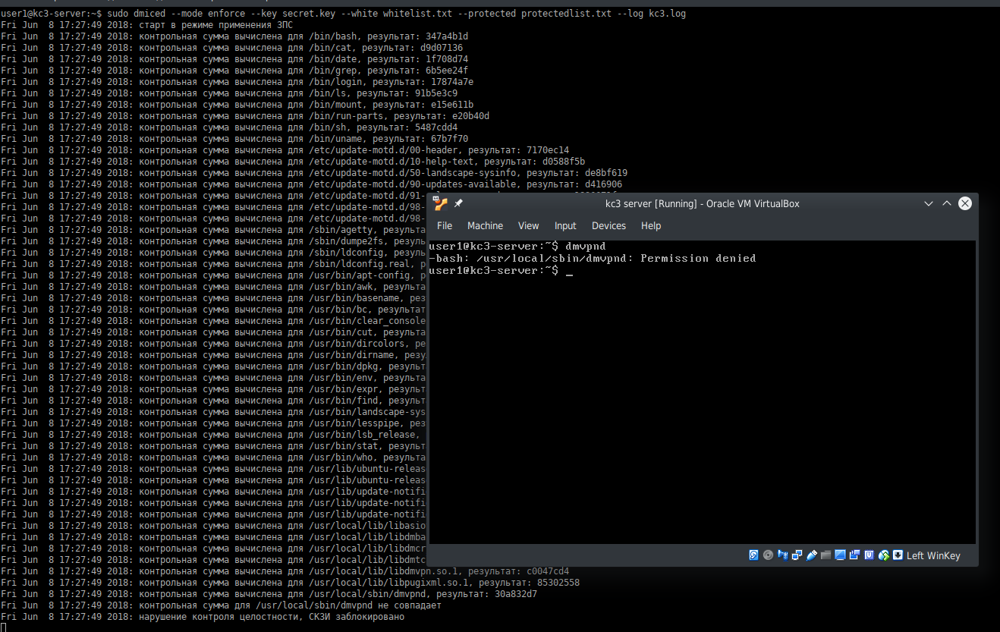 user1@kc3-server:~$ sudo dmiced --mode enforce --key secret.key --white whitelist.txt --protected protectedlist.txt --log kc3.log
Fri Jun  8 17:27:49 2018: старт в режиме применения ЗПС
Fri Jun  8 17:27:49 2018: контрольная сумма вычислена для /bin/bash, результат: 347a4b1d
Fri Jun  8 17:27:49 2018: контрольная сумма вычислена для /bin/cat, результат: d9d07136
Fri Jun  8 17:27:49 2018: контрольная сумма вычислена для /bin/date, результат: 1f708d74
Fri Jun  8 17:27:49 2018: контрольная сумма вычислена для /bin/grep, результат: 6b5ee24f
Fri Jun  8 17:27:49 2018: контрольная сумма вычислена для /bin/login, результат: 17874a7e
Fri Jun  8 17:27:49 2018: контрольная сумма вычислена для /bin/ls, результат: 91b5e3c9
Fri Jun  8 17:27:49 2018: контрольная сумма вычислена для /bin/mount, результат: e15e611b
Fri Jun  8 17:27:49 2018: контрольная сумма вычислена для /bin/run-parts, результат: e20b40d
Fri Jun  8 17:27:49 2018: контрольная сумма вычислена для /bin/sh, результат: 5487cdd4
Fri Jun  8 17:27:49 2018: контрольная сумма вычислена для /bin/uname, результат: 67b7f70
Fri Jun  8 17:27:49 2018: контрольная сумма вычислена для /etc/update-motd.d/00-header, результат: 7170ec14
Fri Jun  8 17:27:49 2018: контрольная сумма вычислена для /etc/update-motd.d/10-help-text, результат: d0588f5b
Fri Jun  8 17:27:49 2018: контрольная сумма вычислена для /etc/update-motd.d/50-landscape-sysinfo, результат: de8bf619
Fri Jun  8 17:27:49 2018: контрольная сумма вычислена для /etc/update-motd.d/90-updates-available, результат: d416906
Fri Jun  8 17:27:49 2018: контрольная сумма вычислена для /etc/update-motd.d/91-
Fri Jun  8 17:27:49 2018: контрольная сумма вычислена для /etc/update-motd.d/98-
Fri Jun  8 17:27:49 2018: контрольная сумма вычислена для /etc/update-motd.d/98-
Fri Jun  8 17:27:49 2018: контрольная сумма вычислена для /sbin/agetty, результа
Fri Jun  8 17:27:49 2018: контрольная сумма вычислена для /sbin/dumpe2fs, резуль
Fri Jun  8 17:27:49 2018: контрольная сумма вычислена для /sbin/ldconfig, резуль
Fri Jun  8 17:27:49 2018: контрольная сумма вычислена для /sbin/ldconfig.real, р
Fri Jun  8 17:27:49 2018: контрольная сумма вычислена для /usr/bin/apt-config, р
Fri Jun  8 17:27:49 2018: контрольная сумма вычислена для /usr/bin/awk, результа
Fri Jun  8 17:27:49 2018: контрольная сумма вычислена для /usr/bin/basename, рез
Fri Jun  8 17:27:49 2018: контрольная сумма вычислена для /usr/bin/bc, результат
Fri Jun  8 17:27:49 2018: контрольная сумма вычислена для /usr/bin/clear_console
Fri Jun  8 17:27:49 2018: контрольная сумма вычислена для /usr/bin/cut, результа
Fri Jun  8 17:27:49 2018: контрольная сумма вычислена для /usr/bin/dircolors, ре
Fri Jun  8 17:27:49 2018: контрольная сумма вычислена для /usr/bin/dirname, резу
Fri Jun  8 17:27:49 2018: контрольная сумма вычислена для /usr/bin/dpkg, результ
Fri Jun  8 17:27:49 2018: контрольная сумма вычислена для /usr/bin/env, результа
Fri Jun  8 17:27:49 2018: контрольная сумма вычислена для /usr/bin/expr, результ
Fri Jun  8 17:27:49 2018: контрольная сумма вычислена для /usr/bin/find, результ
Fri Jun  8 17:27:49 2018: контрольная сумма вычислена для /usr/bin/landscape-sys
Fri Jun  8 17:27:49 2018: контрольная сумма вычислена для /usr/bin/lesspipe, рез
Fri Jun  8 17:27:49 2018: контрольная сумма вычислена для /usr/bin/lsb_release,
Fri Jun  8 17:27:49 2018: контрольная сумма вычислена для /usr/bin/stat, результ
Fri Jun  8 17:27:49 2018: контрольная сумма вычислена для /usr/bin/who, результа
Fri Jun  8 17:27:49 2018: контрольная сумма вычислена для /usr/lib/ubuntu-releas
Fri Jun  8 17:27:49 2018: контрольная сумма вычислена для /usr/lib/ubuntu-releas
Fri Jun  8 17:27:49 2018: контрольная сумма вычислена для /usr/lib/update-notifi
Fri Jun  8 17:27:49 2018: контрольная сумма вычислена для /usr/lib/update-notifi
Fri Jun  8 17:27:49 2018: контрольная сумма вычислена для /usr/lib/update-notifi
Fri Jun  8 17:27:49 2018: контрольная сумма вычислена для /usr/local/lib/libasio
Fri Jun  8 17:27:49 2018: контрольная сумма вычислена для /usr/local/lib/libdmba
Fri Jun  8 17:27:49 2018: контрольная сумма вычислена для /usr/local/lib/libdmcr
Fri Jun  8 17:27:49 2018: контрольная сумма вычислена для /usr/local/lib/libdmtc
Fri Jun  8 17:27:49 2018: контрольная сумма вычислена для /usr/local/lib/libdmvpn.so.1, результат: c0047cd4
Fri Jun  8 17:27:49 2018: контрольная сумма вычислена для /usr/local/lib/libpugixml.so.1, результат: 85302558
Fri Jun  8 17:27:49 2018: контрольная сумма вычислена для /usr/local/sbin/dmvpnd, результат: 30a832d7
Fri Jun  8 17:27:49 2018: контрольная сумма для /usr/local/sbin/dmvpnd не совпадает
Fri Jun  8 17:27:49 2018: нарушение контроля целостности, СКЗИ заблокировано
kc3 server [Running] - Oracle VM VirtualBox
File Machine View Input Devices Help
user1@kc3-server:~$ dmvpnd
-bash: /usr/local/sbin/dmvpnd: Permission denied
user1@kc3-server:~$ _
Left WinKey